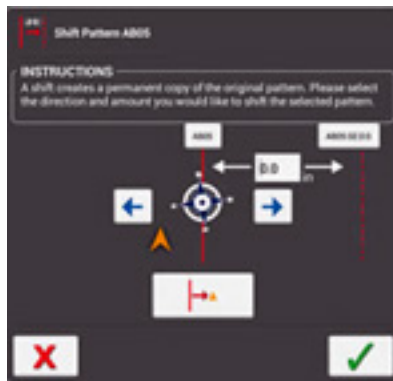 Shift Pattern AB05
INSTRUCTIONS
A shift creates a permanent copy of the original pattern. Please select
the direction and amount you would like to shift the selected pattern.
AB05
0.0
in